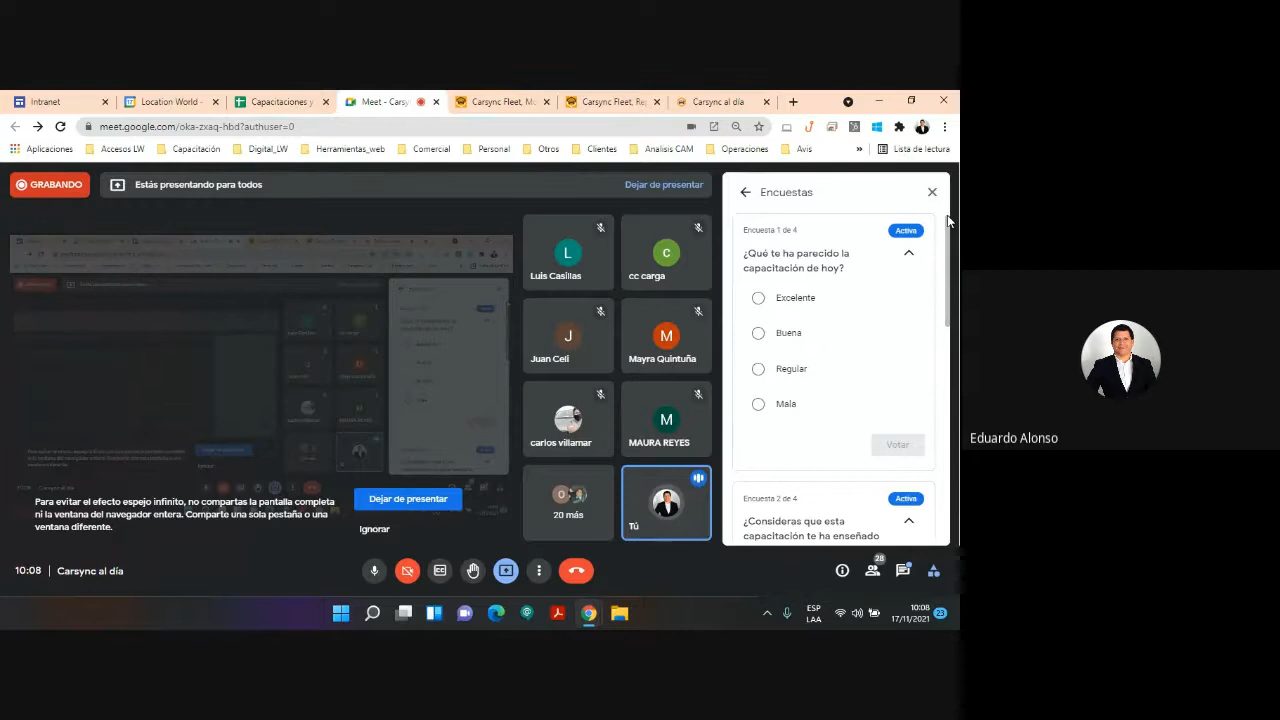 Intranet
Location World -
Capacitaciones y
Meet - Carsy
Carsync Fleet, Mo
Carsync Fleet, Re
Carsync al día
meet.google.com/oka-zxaq-hbd?authuser=0
Aplicaciones
Accesos LW
Capacitación
Digital_LW
Herramientas_web
Comercial
Personal
Otros
Clientes
Analisis CAM
Operaciones
Avis
»
Lista de lectura
GRABANDO
Estás presentando para todos
Dejar de presentar
Encuestas
Encuesta 1 de 4
Activa
¿Qué te ha parecido la
capacitación de hoy?
Excelente
Buena
Regular
Mala
Votar
Encuesta 2 de 4
Activa
¿Consideras que esta
capacitación te ha enseñado
L
Luis Casillas
c
cc carga
J
Juan Celi
M
Mayra Quintuña
carlos villamar
M
MAURA REYES
O
20 más
Tú
Para evitar el efecto espejo infinito, no compartas la pantalla completa
ni la ventana del navegador entera. Comparte una sola pestaña o una
ventana diferente.
Dejar de presentar
Ignorar
10:08 | Carsync al día
28
ESP
LAA
10:08
17/11/2021
23
Eduardo Alonso